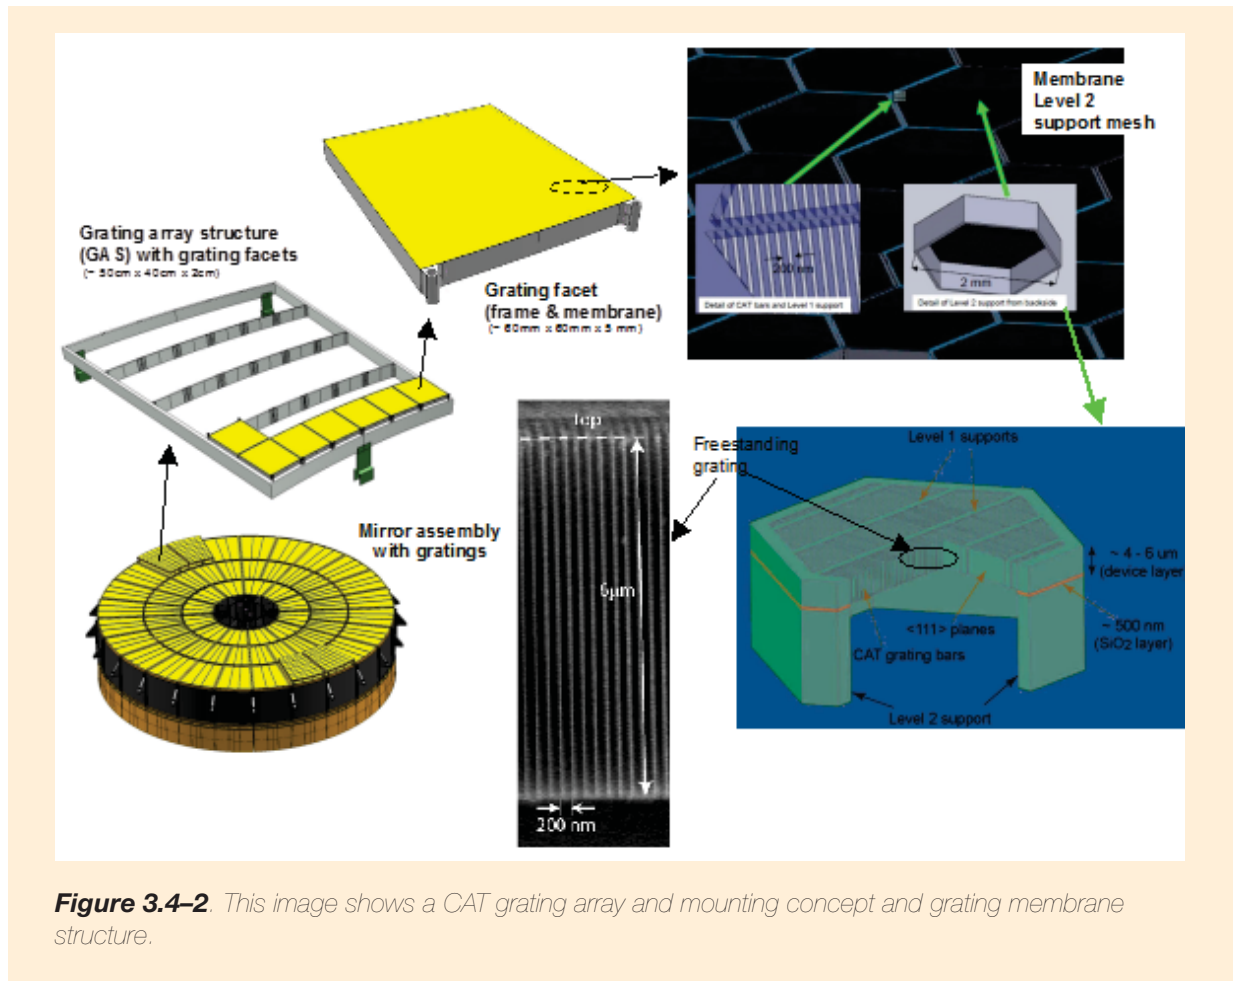 Membrane
Level 2
support mesh
200 nm
Detail of CAT bars and Level 1 support
2 mm
Detail of Level 2 support from backside
Grating array structure
(GAS) with grating facets
(~ 50cm x 40cm x 2cm)
Grating facet
(frame & membrane)
(~ 60mm x 60mm x 5 mm)
Mirror assembly
with gratings
top
6μm
200 nm
Freestanding
grating
Level 1 supports
~ 4 - 6 um
(device layer
<111> planes
~ 500 nm
(SiO2 layer)
CAT grating bars
Level 2 support
Figure 3.4–2. This image shows a CAT grating array and mounting concept and grating membrane
structure.